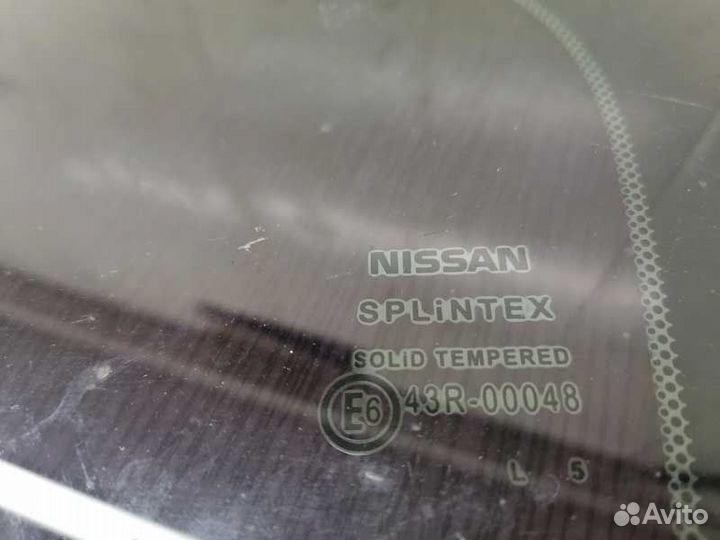 NISSAN
SPLiNTEX
SOLiD TEMPERED
E6 43R-00048
L 5
Avito